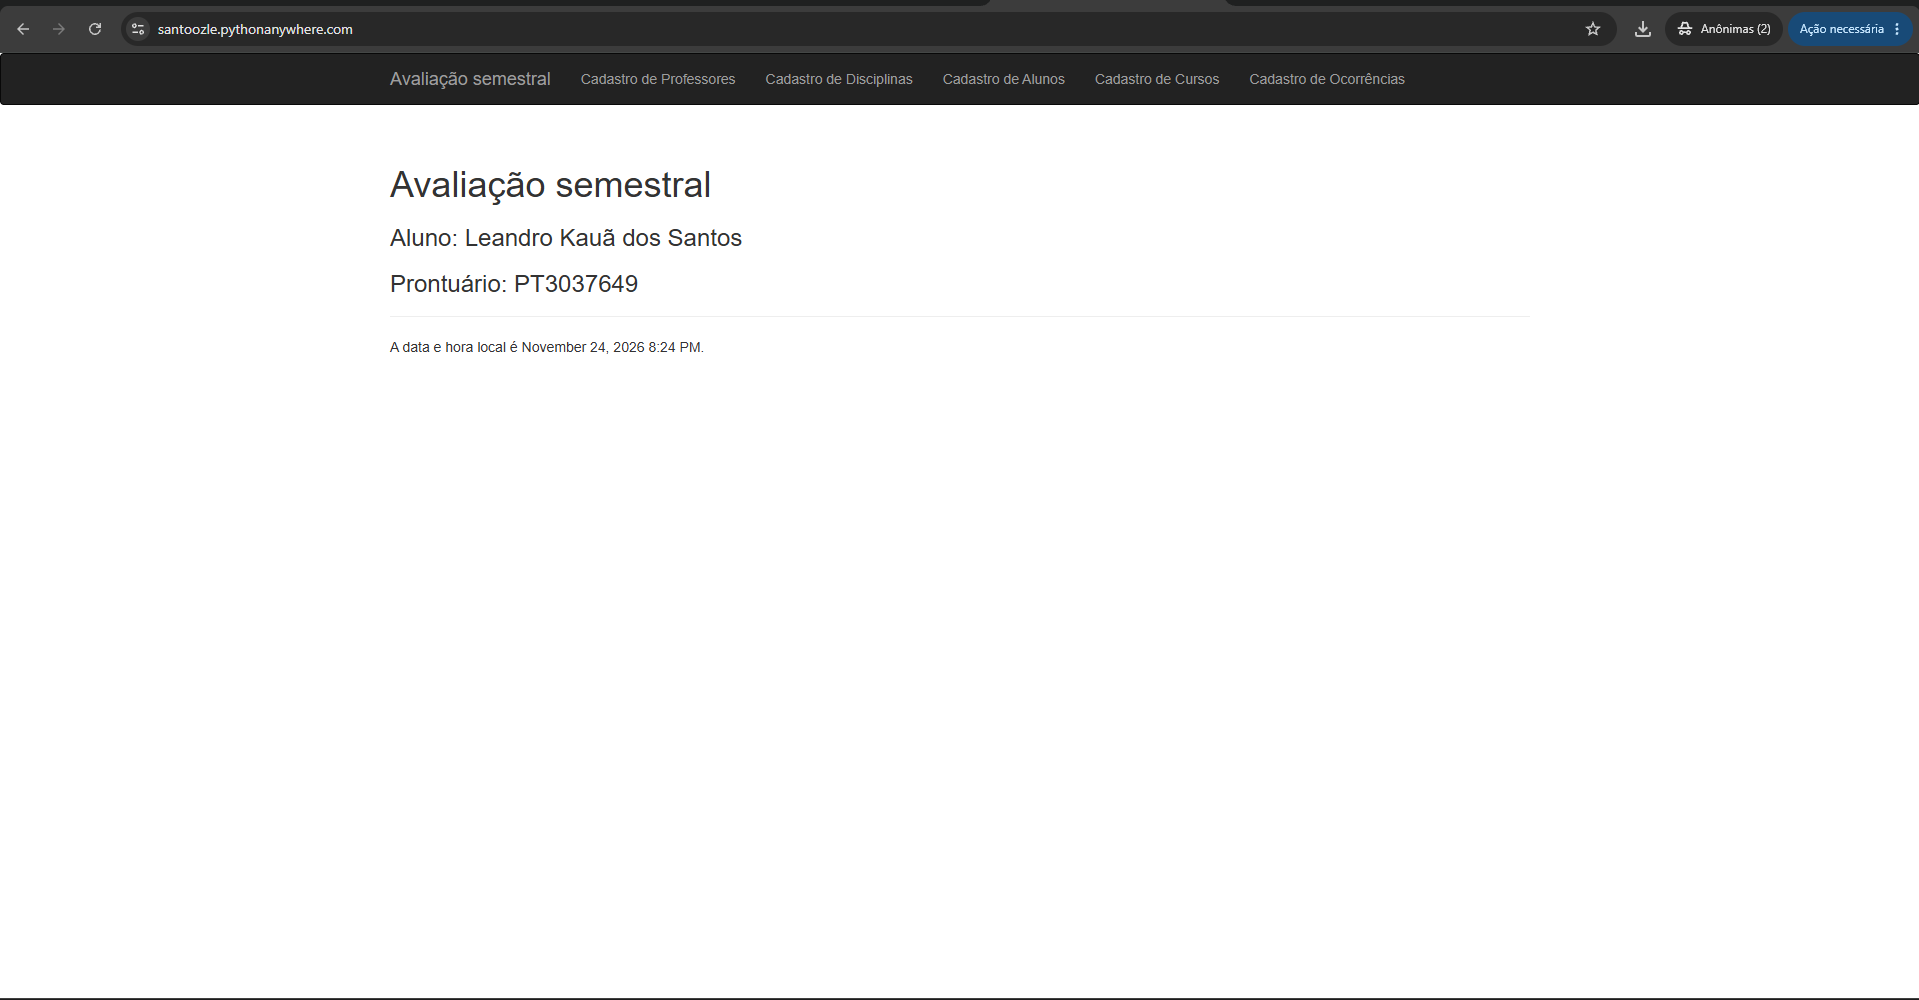 santoozle.pythonanywhere.com
Anônimas (2)
Ação necessária
Avaliação semestral
Cadastro de Professores
Cadastro de Disciplinas
Cadastro de Alunos
Cadastro de Cursos
Cadastro de Ocorrências
Avaliação semestral
Aluno: Leandro Kauã dos Santos
Prontuário: PT3037649
A data e hora local é November 24, 2026 8:24 PM.